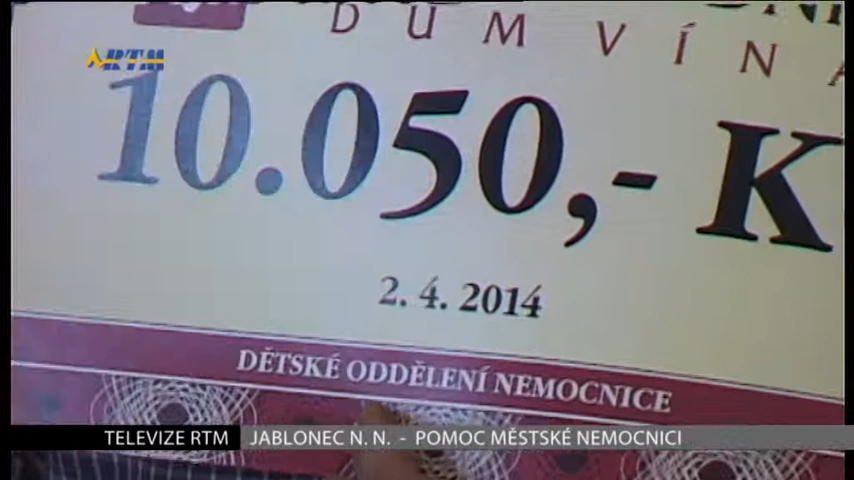 DŮM VÍNA
RTM
10.050,- K
2. 4. 2014
DĚTSKÉ ODDĚLENÍ NEMOCNICE
TELEVIZE RTM JABLONEC N. N. - POMOC MĚSTSKÉ NEMOCNICI